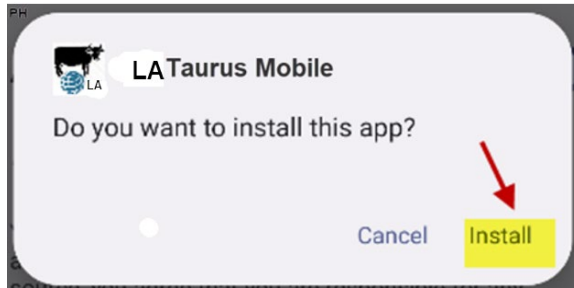 PH
LA
LA Taurus Mobile
Do you want to install this app?
Cancel Install